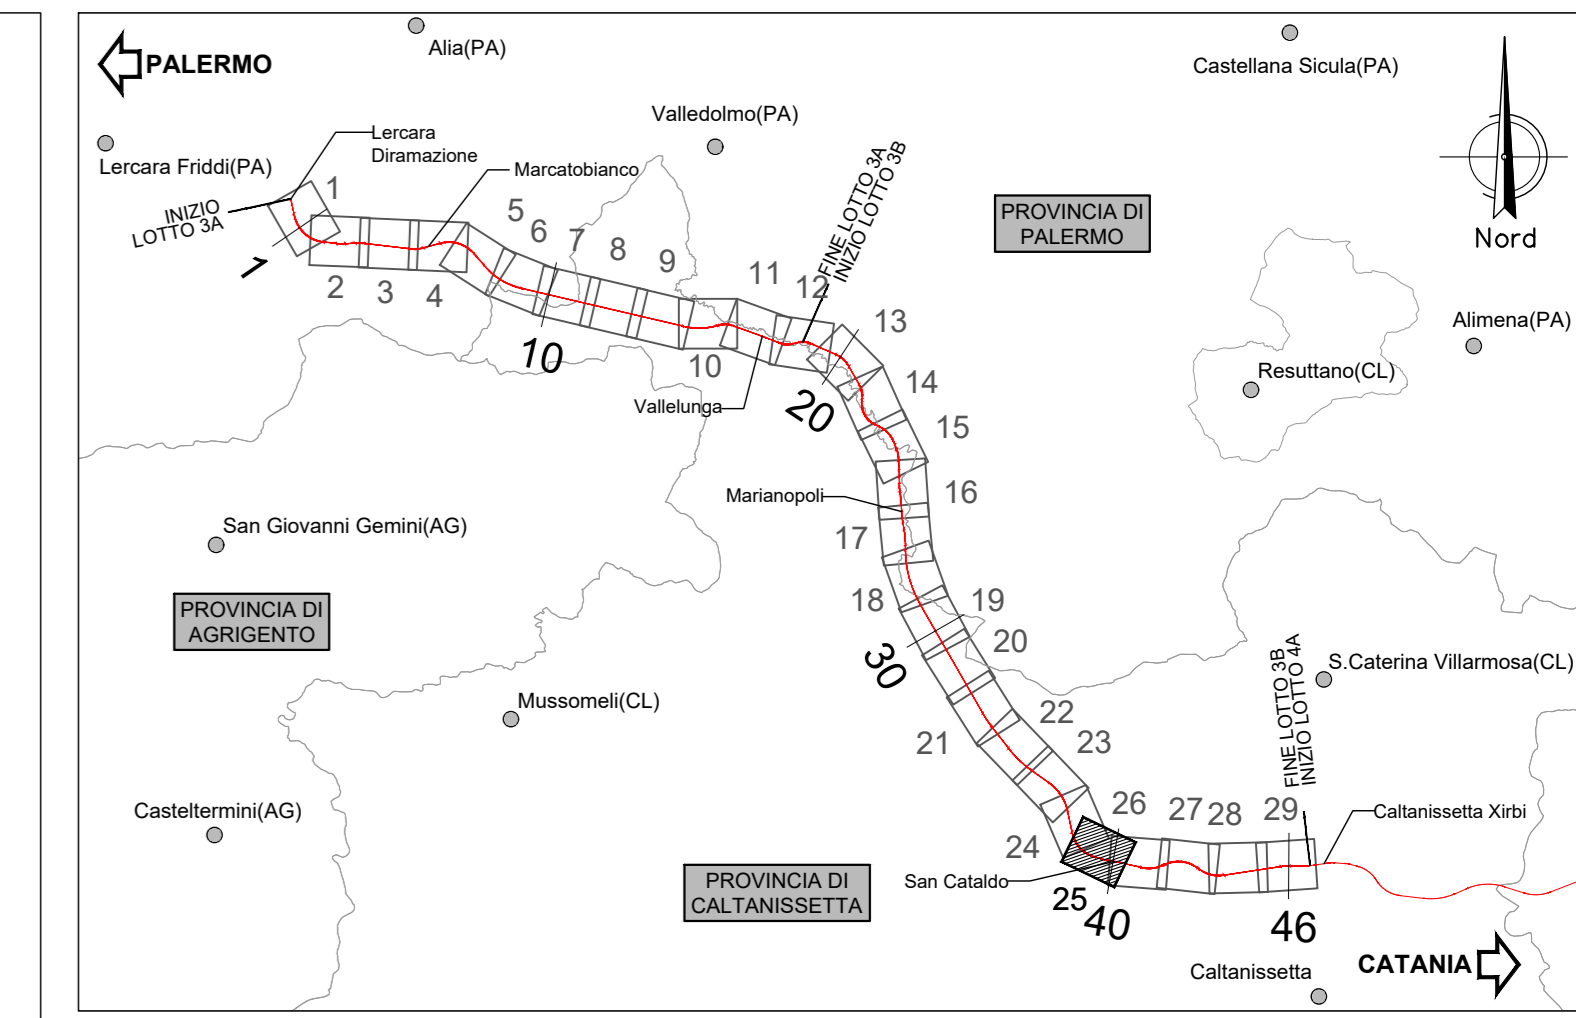 PALERMO
Alia(PA)
Castellana Sicula(PA)
Valledolmo(PA)
Lercara
Diramazione
Lercara Friddi(PA)
Marcatobianco
INIZIO
LOTTO 3A
FINE LOTTO 3A
INIZIO LOTTO 3B
PROVINCIA DI
PALERMO
Nord
1
1
2
3
4
5
6
7
8
9
10
10
11
12
13
14
15
16
17
18
19
20
20
21
22
23
24
25
26
27
28
29
30
40
46
Vallelunga
Alimena(PA)
Resuttano(CL)
Marianopoli
San Giovanni Gemini(AG)
PROVINCIA DI
AGRIGENTO
Mussomeli(CL)
FINE LOTTO 3B
INIZIO LOTTO 4A
S.Caterina Villarmosa(CL)
Casteltermini(AG)
Caltanissetta Xirbi
San Cataldo
PROVINCIA DI
CALTANISSETTA
Caltanissetta
CATANIA